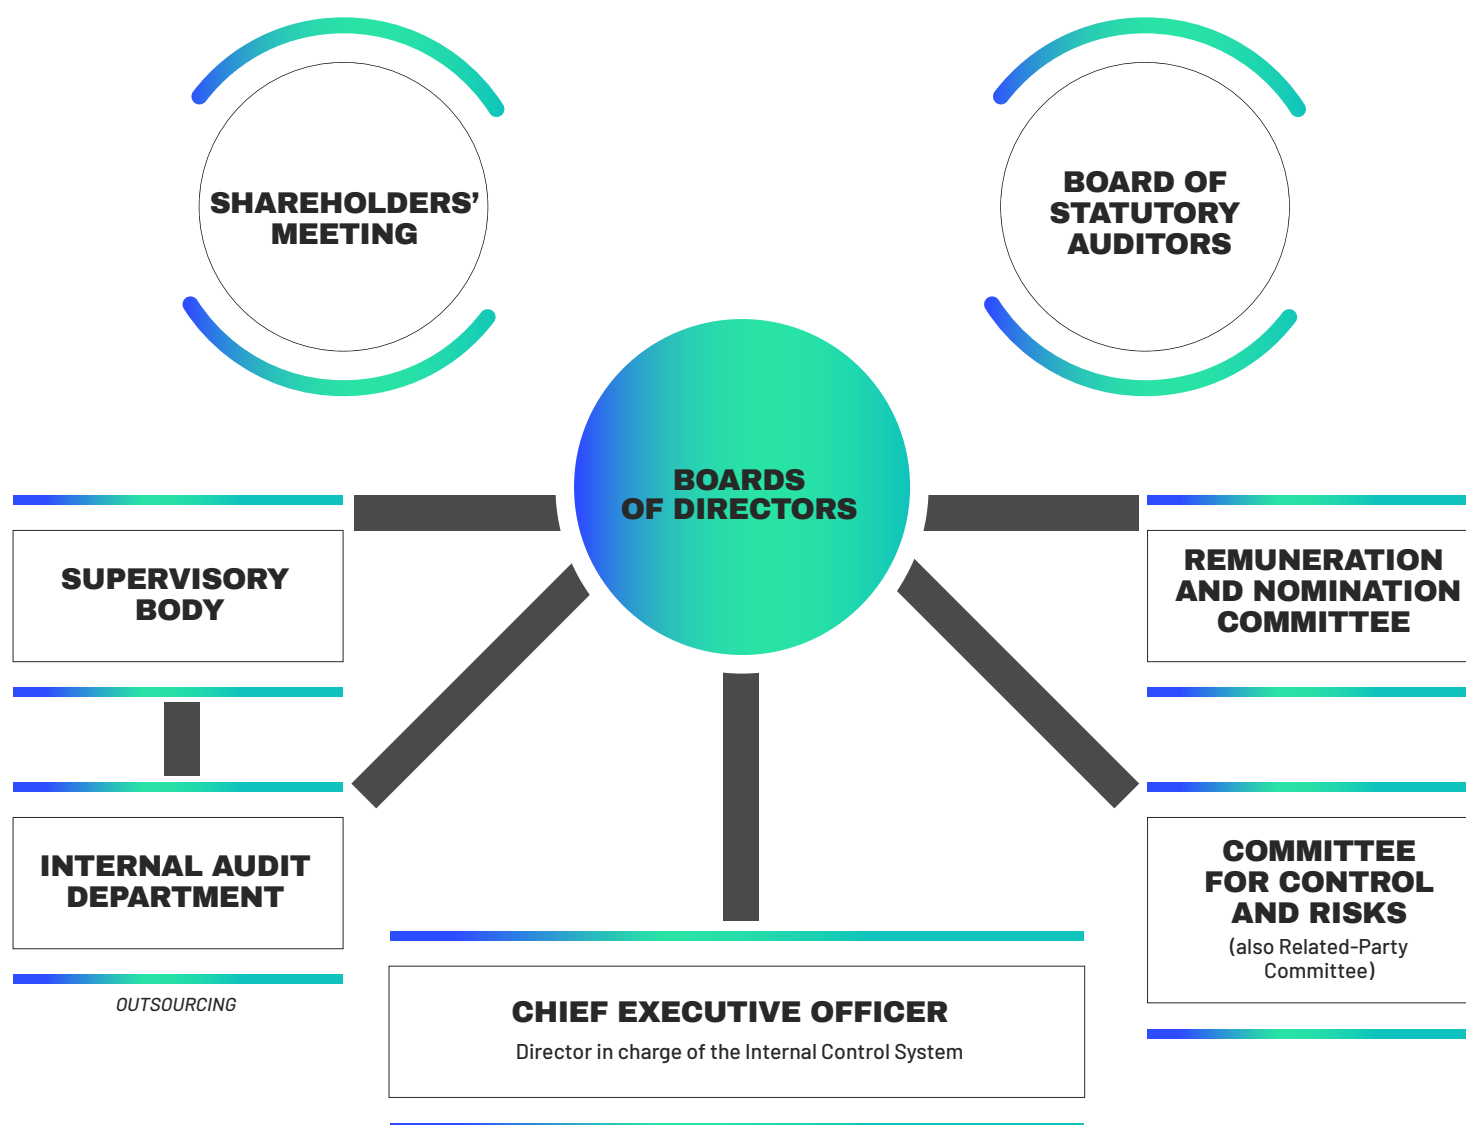 SHAREHOLDERS’
MEETING
BOARD OF
STATUTORY
AUDITORS
BOARDS
OF DIRECTORS
SUPERVISORY
BODY
REMUNERATION
AND NOMINATION
COMMITTEE
INTERNAL AUDIT
DEPARTMENT
OUTSOURCING
COMMITTEE
FOR CONTROL
AND RISKS
(also Related-Party
Committee)
CHIEF EXECUTIVE OFFICER
Director in charge of the Internal Control System